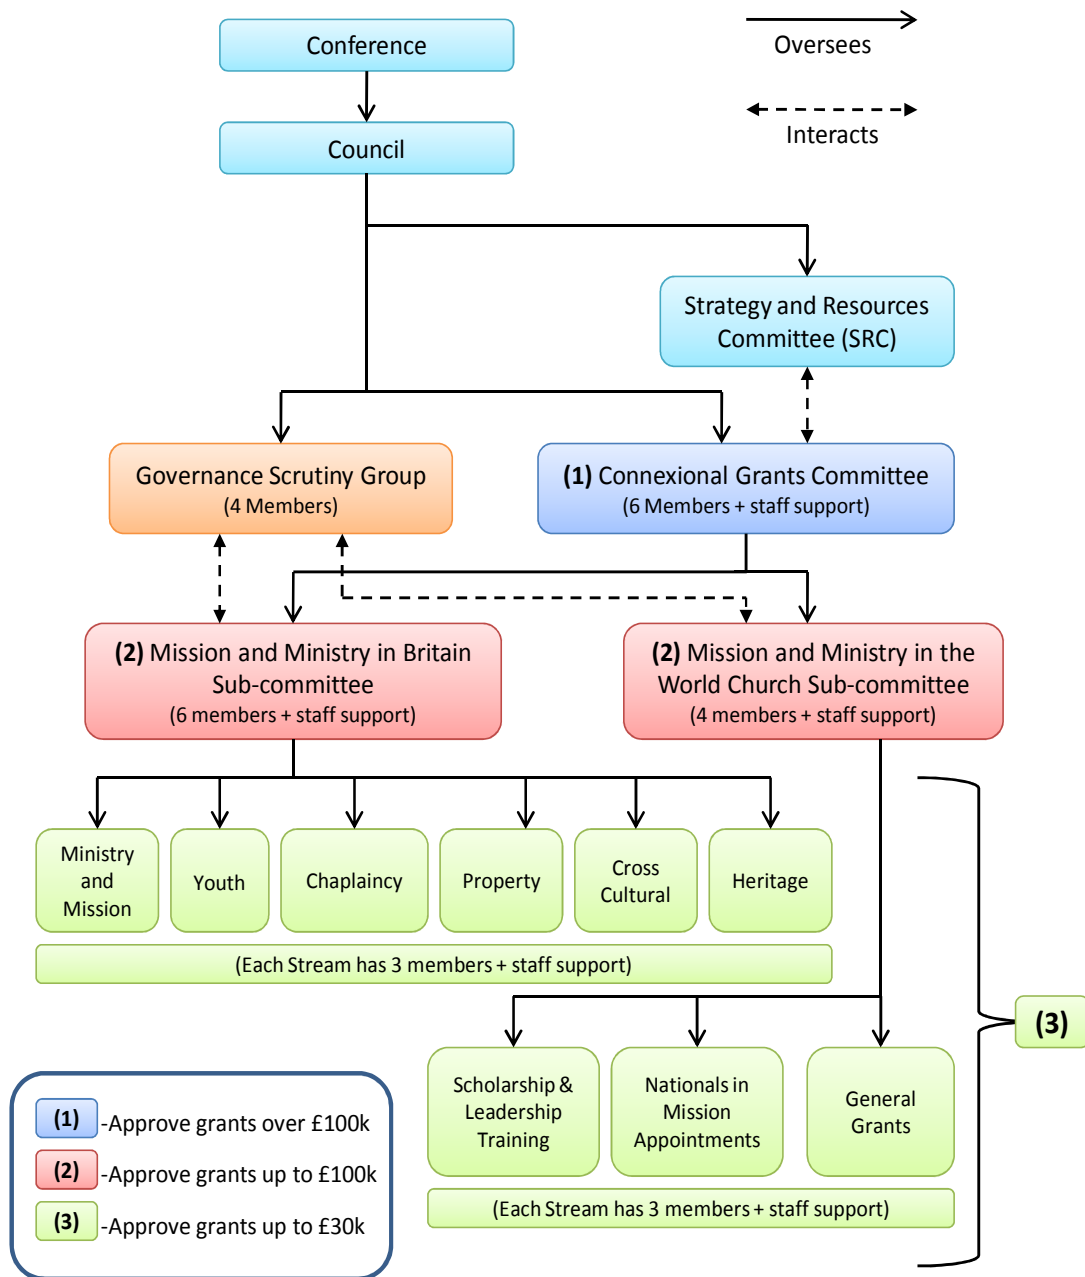 Conference
Oversees
Council
Interacts
Strategy and Resources
Committee (SRC)
Governance Scrutiny Group
(4 Members)
(1) Connexional Grants Committee
(6 Members + staff support)
(2) Mission and Ministry in Britain
Sub-committee
(6 members + staff support)
(2) Mission and Ministry in the
World Church Sub-committee
(4 members + staff support)
Ministry
and
Mission
Youth
Chaplaincy
Property
Cross
Cultural
Heritage
(Each Stream has 3 members + staff support)
(3)
Scholarship &
Leadership
Training
Nationals in
Mission
Appointments
General
Grants
(Each Stream has 3 members + staff support)
(1) -Approve grants over £100k
(2) -Approve grants up to £100k
(3) -Approve grants up to £30k